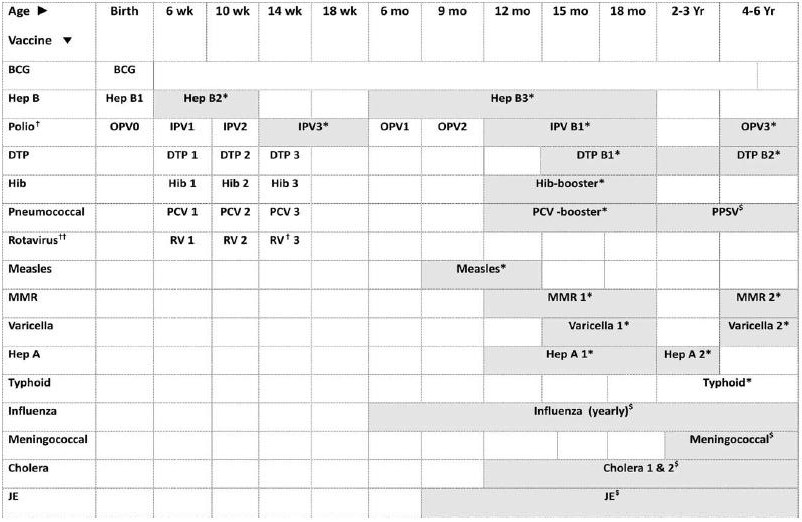 Age ▶ Birth 6 wk 10 wk 14 wk 18 wk 6 mo 9 mo 12 mo 15 mo 18 mo 2-3 Yr 4-6 Yr
Vaccine ▼
BCG BCG
Hep B Hep B1 Hep B2* Hep B3*
Polio† OPV0 IPV1 IPV2 IPV3* OPV1 OPV2 IPV B1* OPV3*
DTP DTP 1 DTP 2 DTP 3 DTP B1* DTP B2*
Hib Hib 1 Hib 2 Hib 3 Hib-booster*
Pneumococcal PCV 1 PCV 2 PCV 3 PCV -booster* PPSV$
Rotavirus†† RV 1 RV 2 RV† 3
Measles Measles*
MMR MMR 1* MMR 2*
Varicella Varicella 1* Varicella 2*
Hep A Hep A 1* Hep A 2*
Typhoid Typhoid*
Influenza Influenza (yearly)$
Meningococcal Meningococcal$
Cholera Cholera 1 & 2$
JE JE$